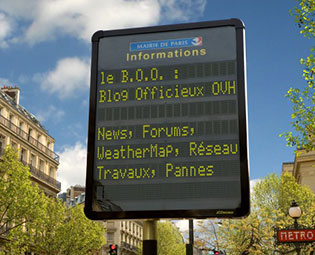 MAIRIE DE PARIS
Informations
le B.O.O. :
Blog Officieux OVH
News, Forums,
WeatherMap, Réseau
Travaux, Pannes
METRO